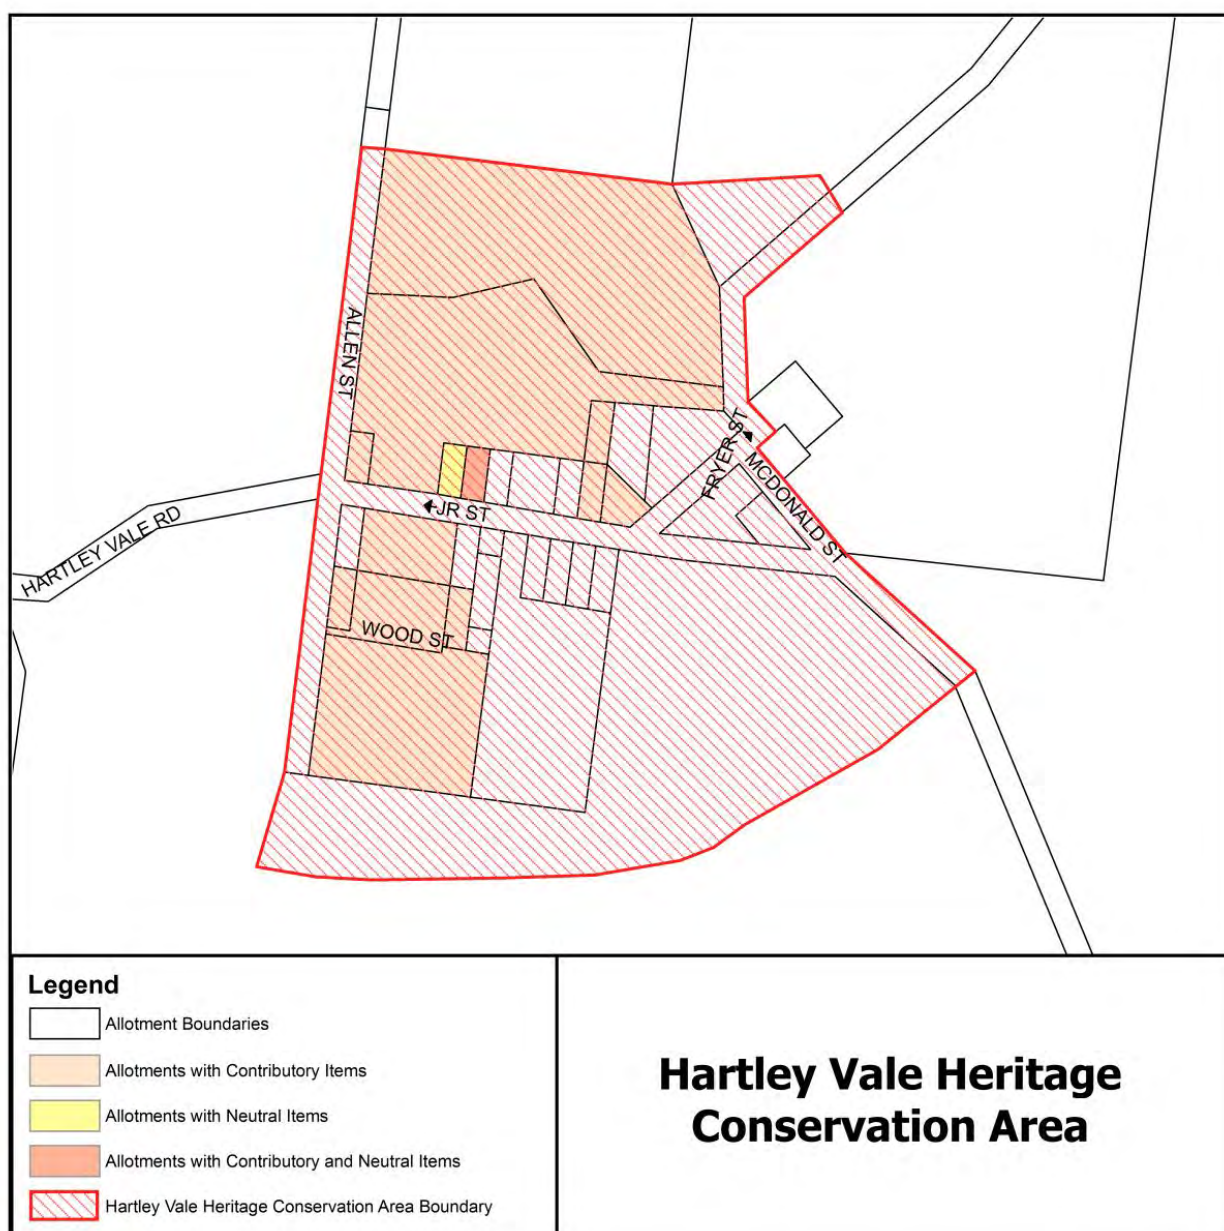 ALLEN ST
FRYER ST
MCDONALD ST
JR ST
HARTLEY VALE RD
WOOD ST
Legend
Allotment Boundaries
Allotments with Contributory Items
Allotments with Neutral Items
Allotments with Contributory and Neutral Items
Hartley Vale Heritage Conservation Area Boundary
Hartley Vale Heritage
Conservation Area